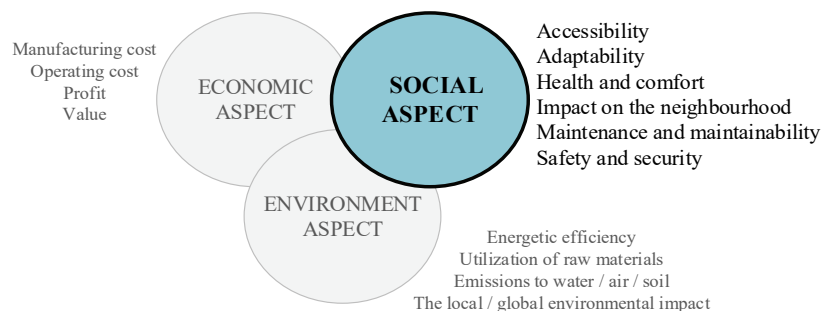 Manufacturing cost
Operating cost
Profit
Value
ECONOMIC
ASPECT
SOCIAL
ASPECT
Accessibility
Adaptability
Health and comfort
Impact on the neighbourhood
Maintenance and maintainability
Safety and security
ENVIRONMENT
ASPECT
Energetic efficiency
Utilization of raw materials
Emissions to water / air / soil
The local / global environmental impact